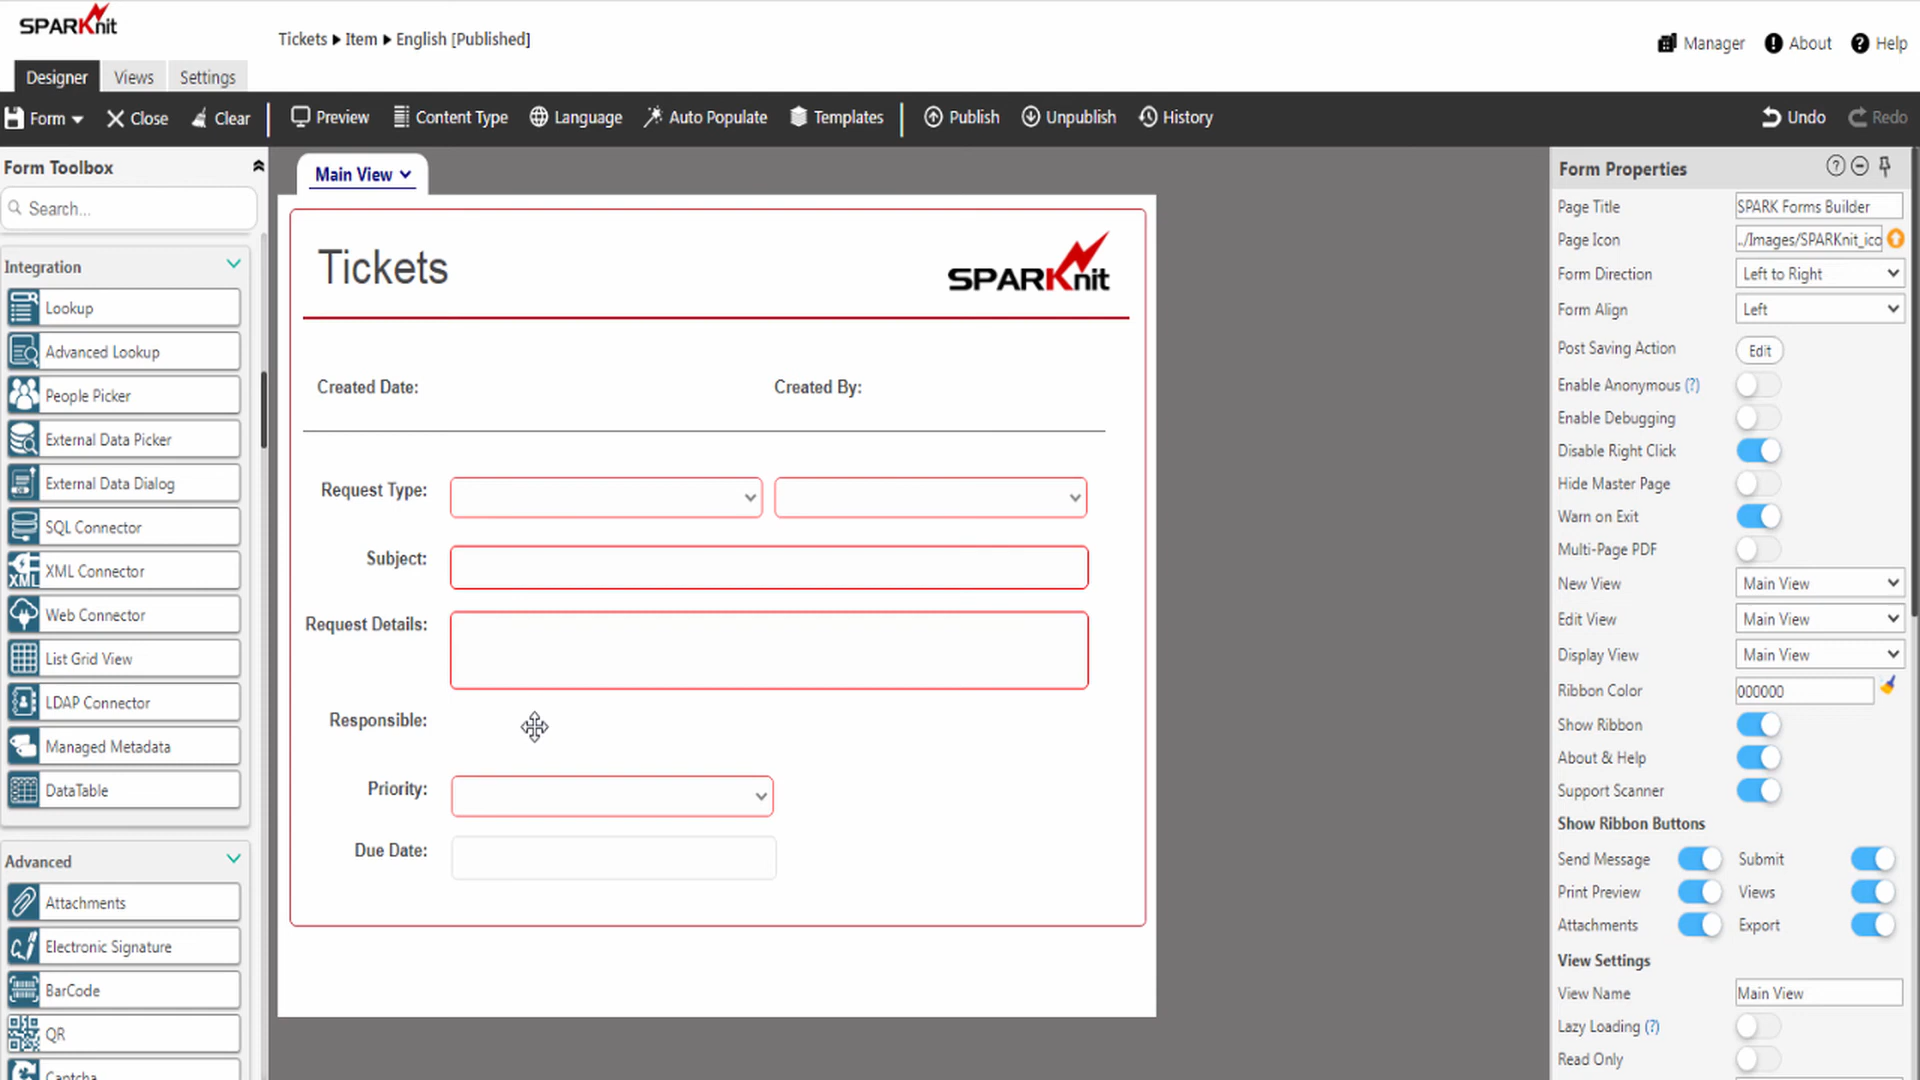 SPARKnit
Tickets ▶ Item ▶ English [Published]
Manager
About
Help
Designer
Views
Settings
Form
Close
Clear
Preview
Content Type
Language
Auto Populate
Templates
Publish
Unpublish
History
Undo
Redo
Form Toolbox
Search...
Integration
Lookup
Advanced Lookup
People Picker
External Data Picker
External Data Dialog
SQL Connector
XML
XML Connector
Web Connector
List Grid View
LDAP Connector
Managed Metadata
DataTable
Advanced
Attachments
Electronic Signature
BarCode
QR
Captcha
Main View
Tickets
SPARKnit
Created Date:
Created By:
Request Type:
Subject:
Request Details:
Responsible:
Priority:
Due Date:
Form Properties
Page Title
SPARK Forms Builder
Page Icon
../Images/SPARKnit_ico
Form Direction
Left to Right
Form Align
Left
Post Saving Action
Edit
Enable Anonymous (?)
Enable Debugging
Disable Right Click
Hide Master Page
Warn on Exit
Multi-Page PDF
New View
Main View
Edit View
Main View
Display View
Main View
Ribbon Color
000000
Show Ribbon
About & Help
Support Scanner
Show Ribbon Buttons
Send Message
Submit
Print Preview
Views
Attachments
Export
View Settings
View Name
Main View
Lazy Loading (?)
Read Only